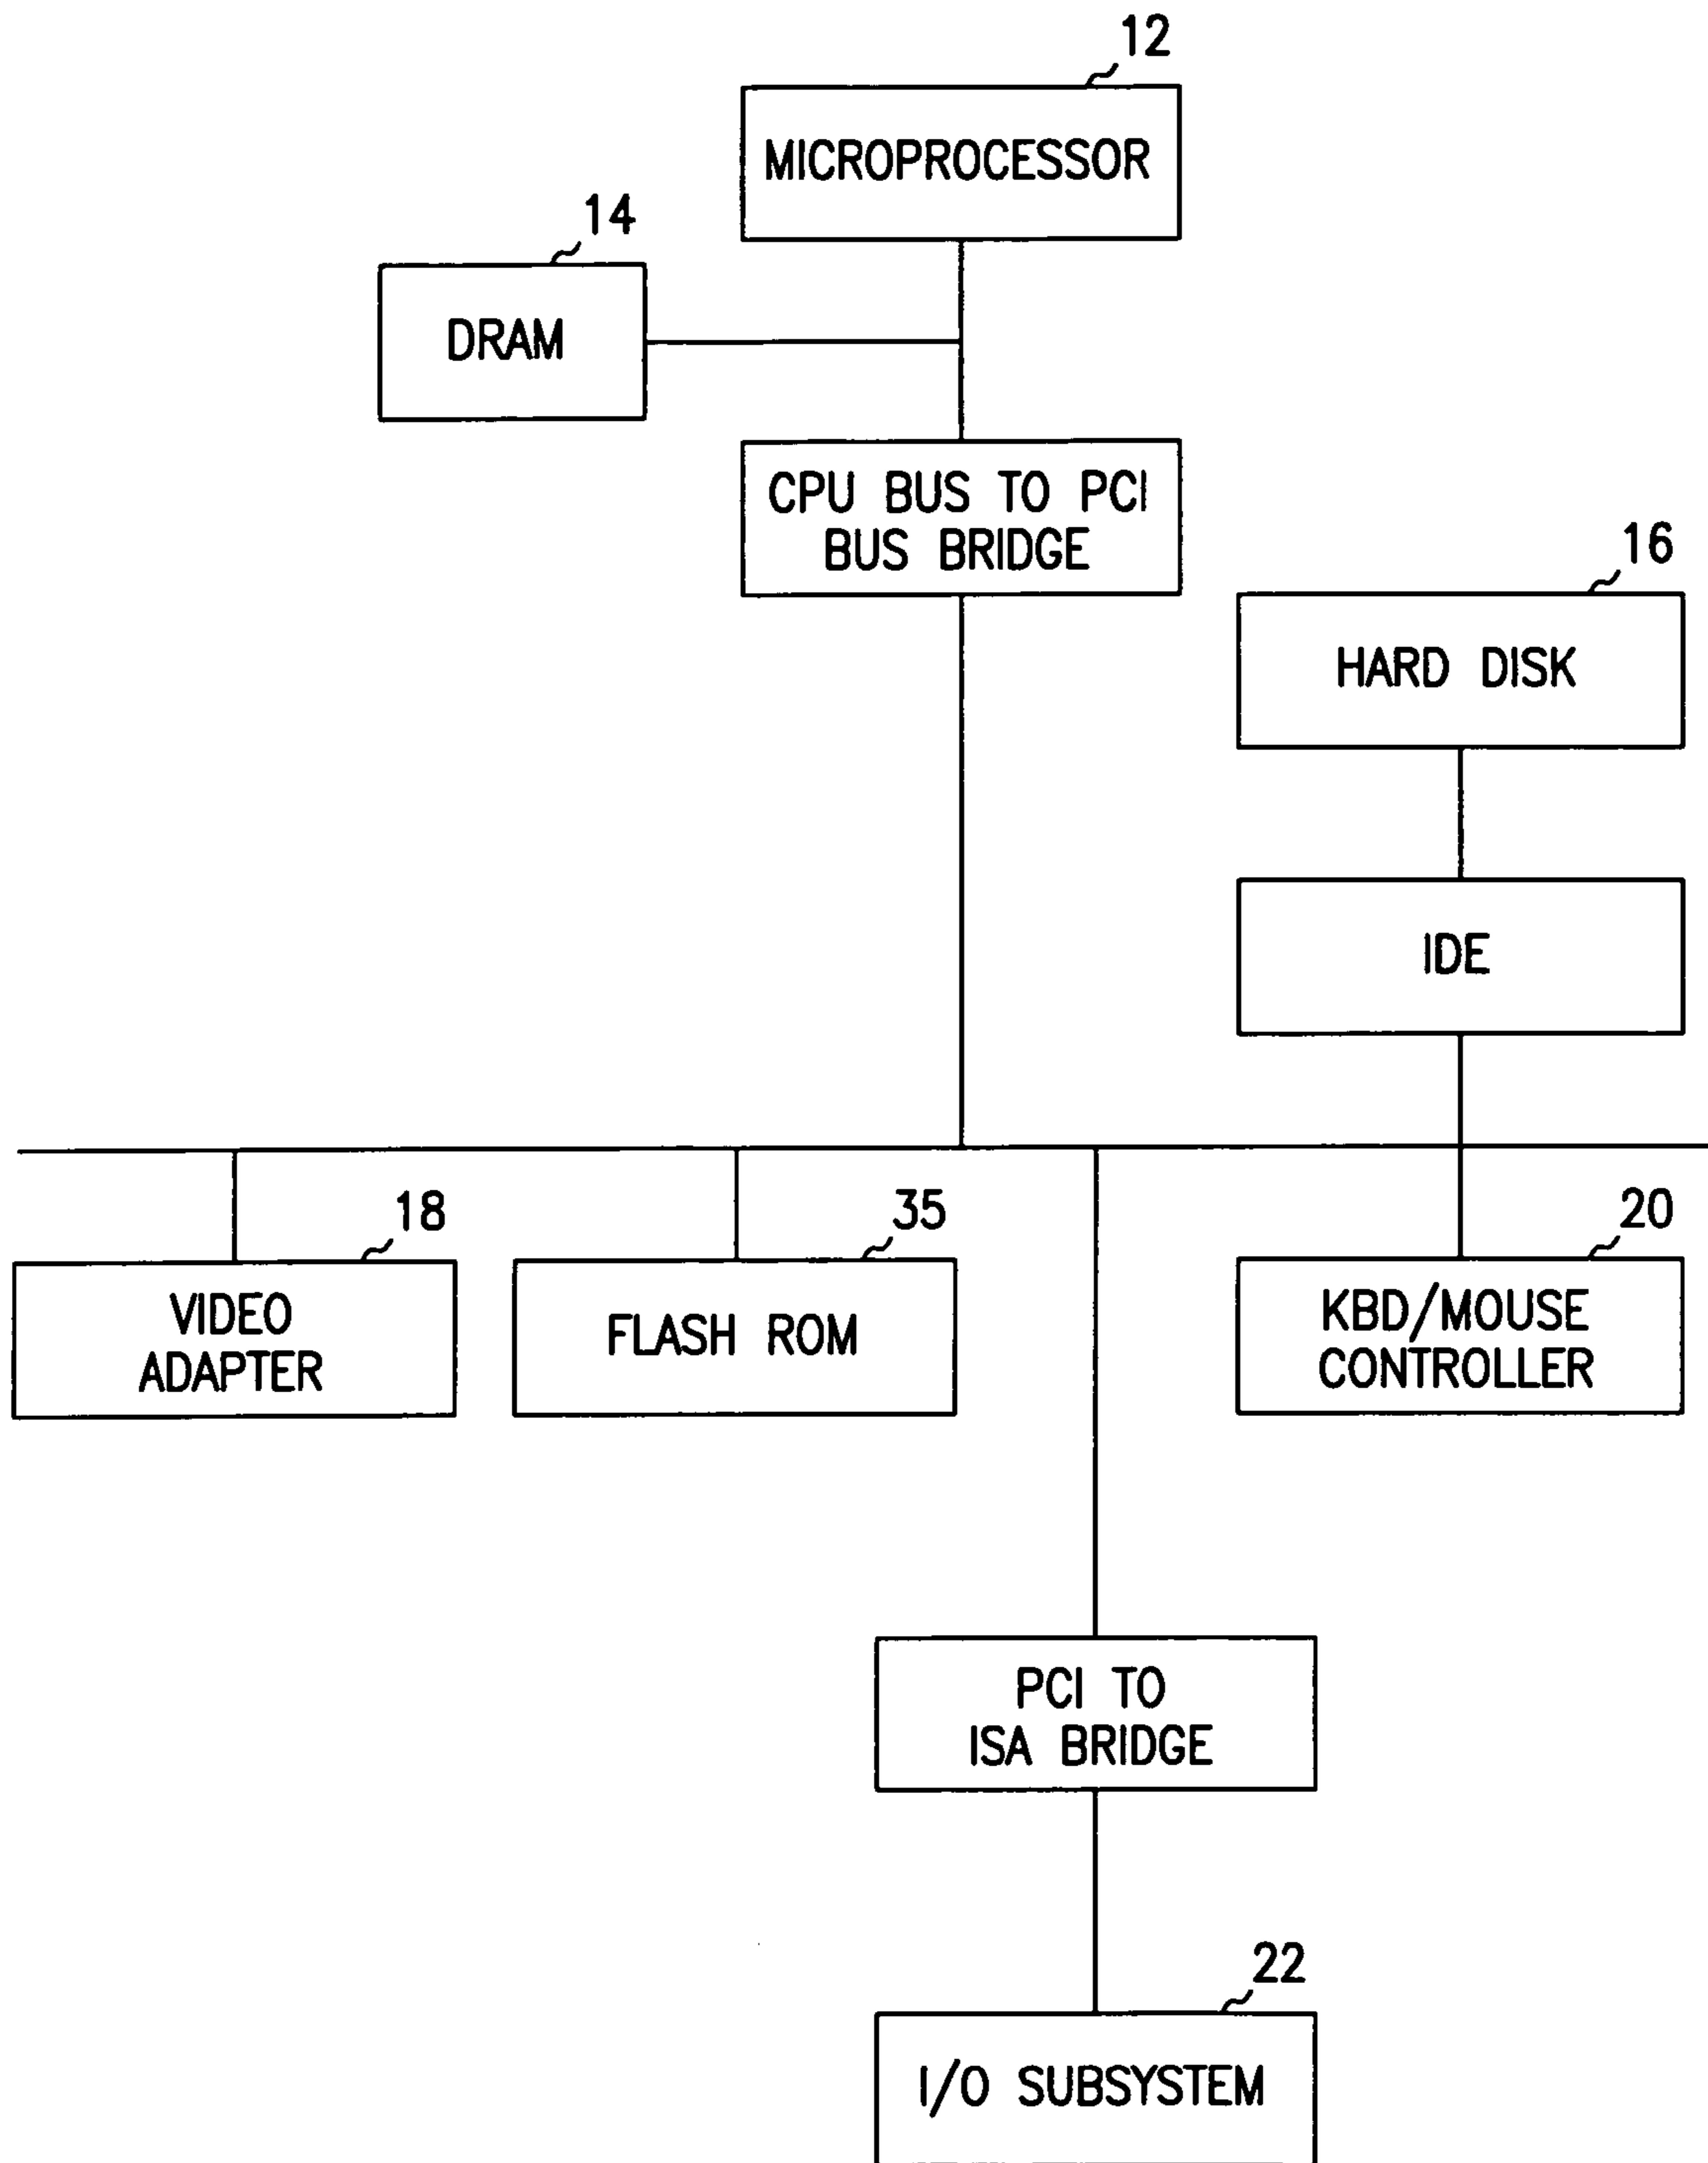 12
MICROPROCESSOR
14
DRAM
CPU BUS TO PCI
BUS BRIDGE
16
HARD DISK
IDE
18
VIDEO
ADAPTER
35
FLASH ROM
20
KBD/MOUSE
CONTROLLER
PCI TO
ISA BRIDGE
22
I/O SUBSYSTEM